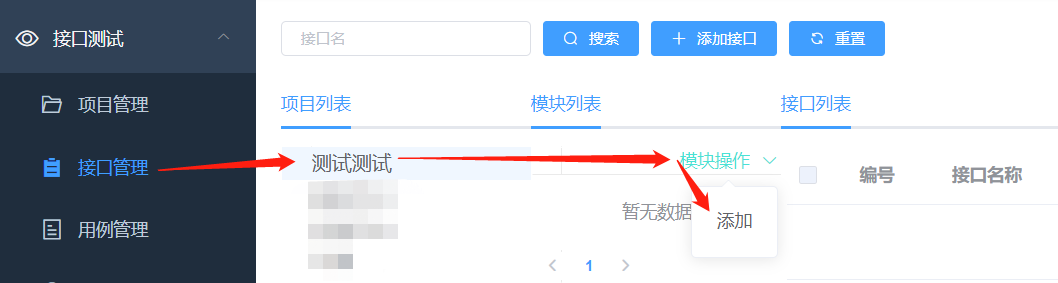 接口测试
项目管理
接口管理
用例管理
接口名
搜索
添加接口
重置
项目列表
模块列表
接口列表
测试测试
模块操作
添加
暂无数据
1
编号
接口名称